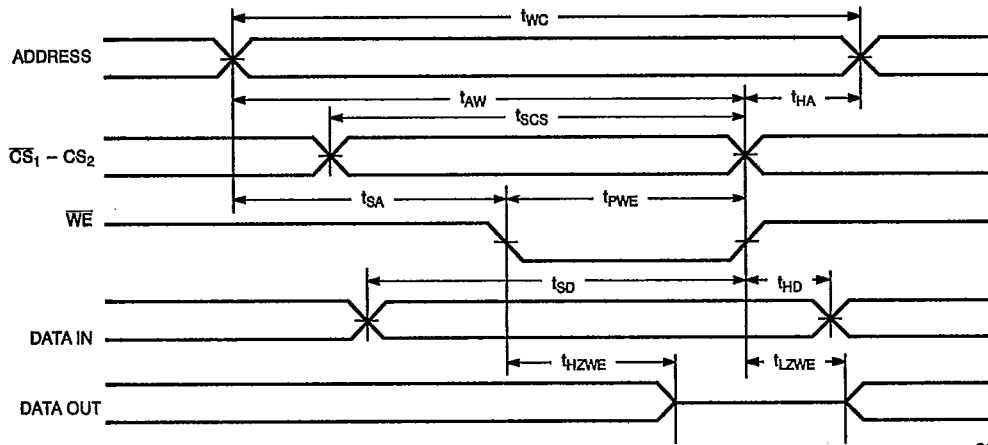 tWC
ADDRESS
tAW
tHA
tSCS
CS1 – CS2
tSA
tPWE
WE
tSD
tHD
DATA IN
tHZWE
tLZWE
DATA OUT